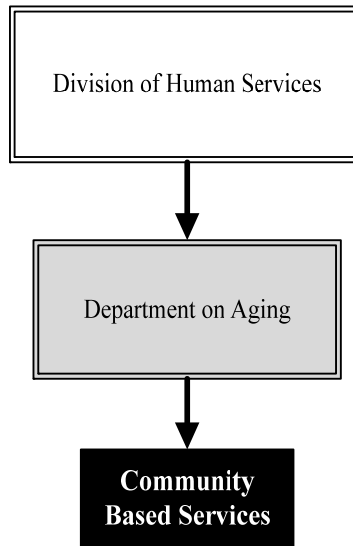 Division of Human Services
Department on Aging
Community
Based Services